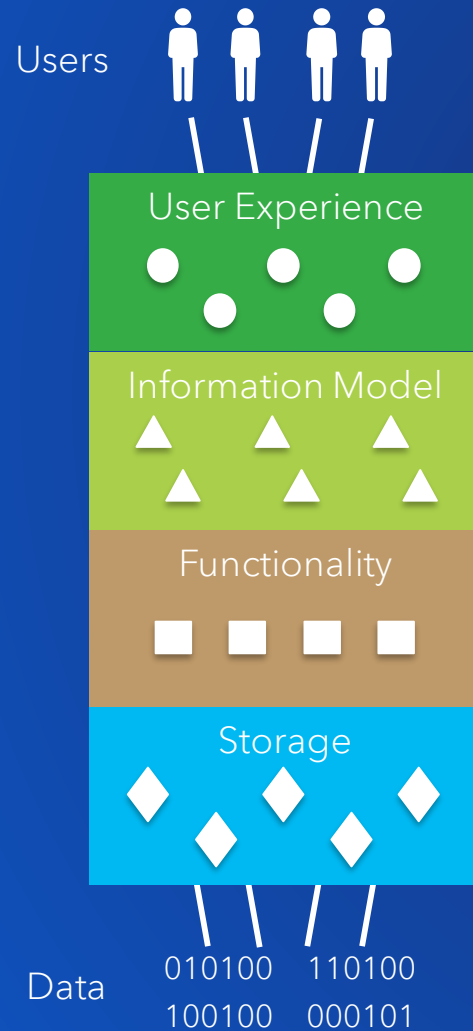 Users
User Experience
Information Model
Functionality
Storage
010100 110100
Data
100100 000101